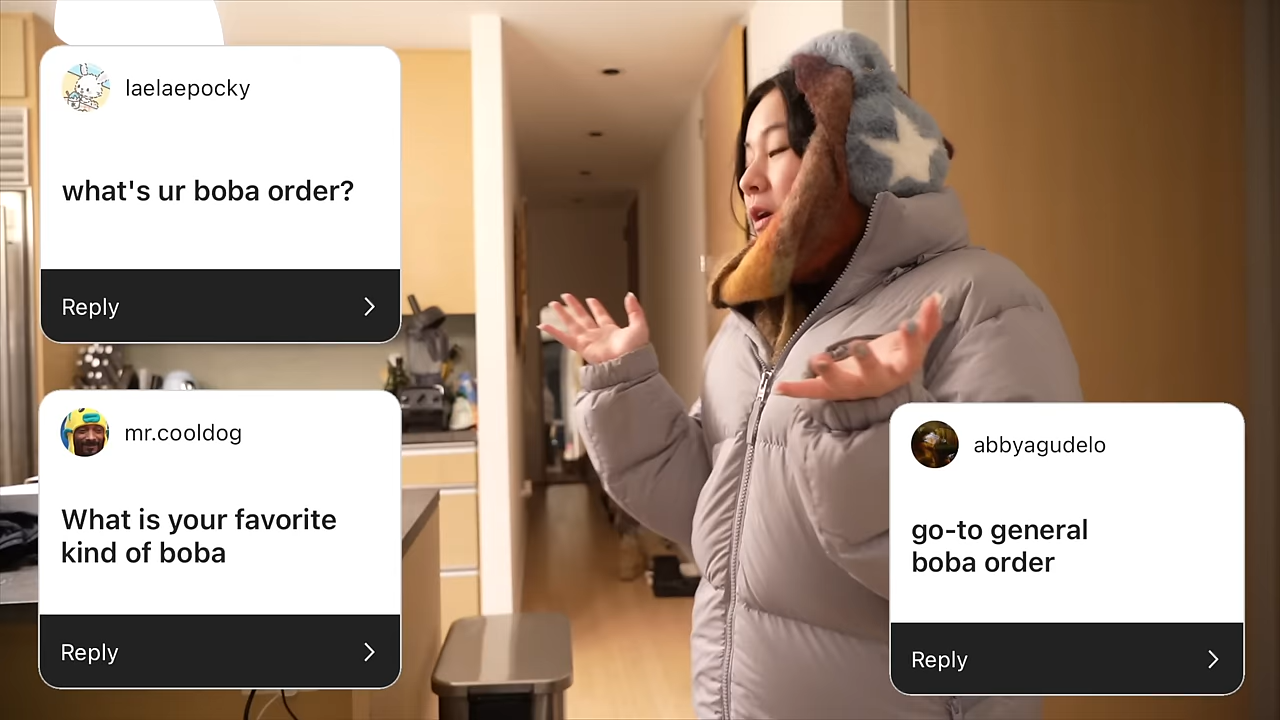 laelaepocky
what's ur boba order?
Reply
mr.cooldog
What is your favorite
kind of boba
Reply
abbyagudelo
go-to general
boba order
Reply